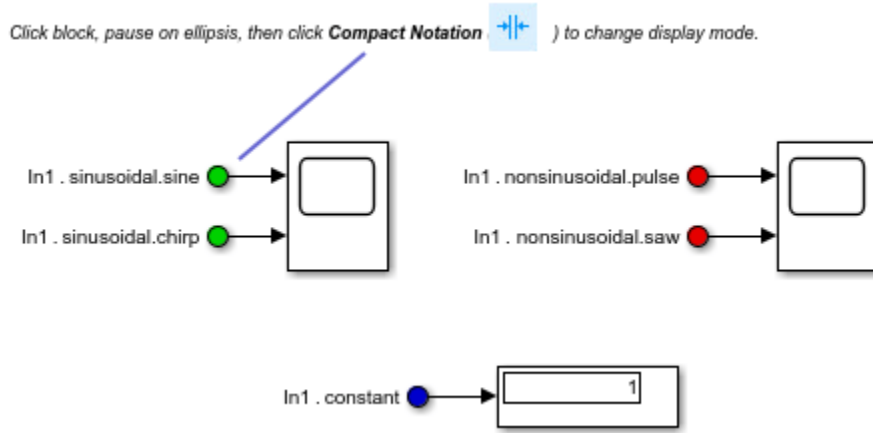 Click block, pause on ellipsis, then click Compact Notation ( ) to change display mode.
In1 . sinusoidal.sine
In1 . nonsinusoidal.pulse
In1 . sinusoidal.chirp
In1 . nonsinusoidal.saw
In1 . constant
1